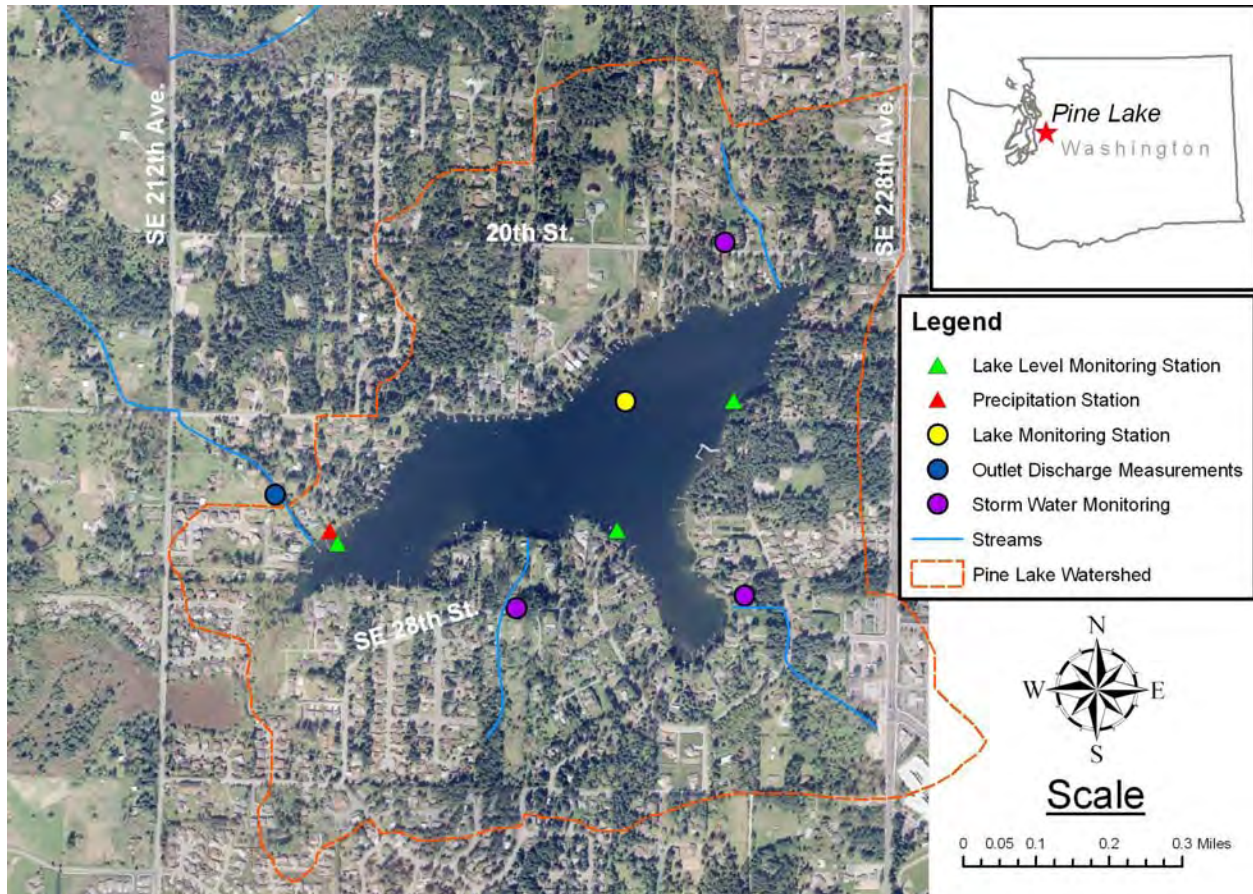 SE 212th Ave.
20th St.
SE 228th Ave.
SE 28th St.
Pine Lake
Washington
Legend
Lake Level Monitoring Station
Precipitation Station
Lake Monitoring Station
Outlet Discharge Measurements
Storm Water Monitoring
Streams
Pine Lake Watershed
N
W E
S
Scale
0 0.1 0.2 0.3 Miles